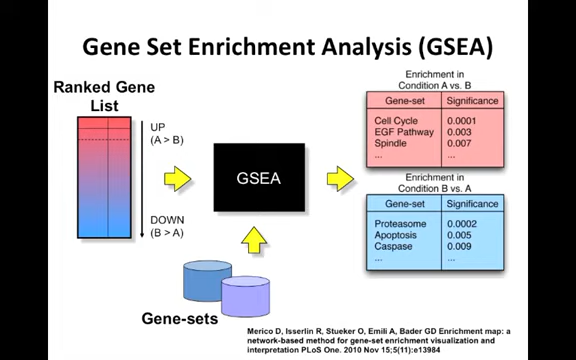 Gene Set Enrichment Analysis (GSEA)
Ranked Gene
List
UP
(A > B)
DOWN
(B > A)
GSEA
Gene-sets
Enrichment in
Condition A vs. B
Gene-set Significance
Cell Cycle 0.0001
EGF Pathway 0.003
Spindle 0.007
... ...
Enrichment in
Condition B vs. A
Gene-set Significance
Proteasome 0.0002
Apoptosis 0.005
Caspase 0.009
... ...
Merico D, Isserlin R, Stueker O, Emili A, Bader GD Enrichment map: a
network-based method for gene-set enrichment visualization and
interpretation PLoS One. 2010 Nov 15;5(11):e13984